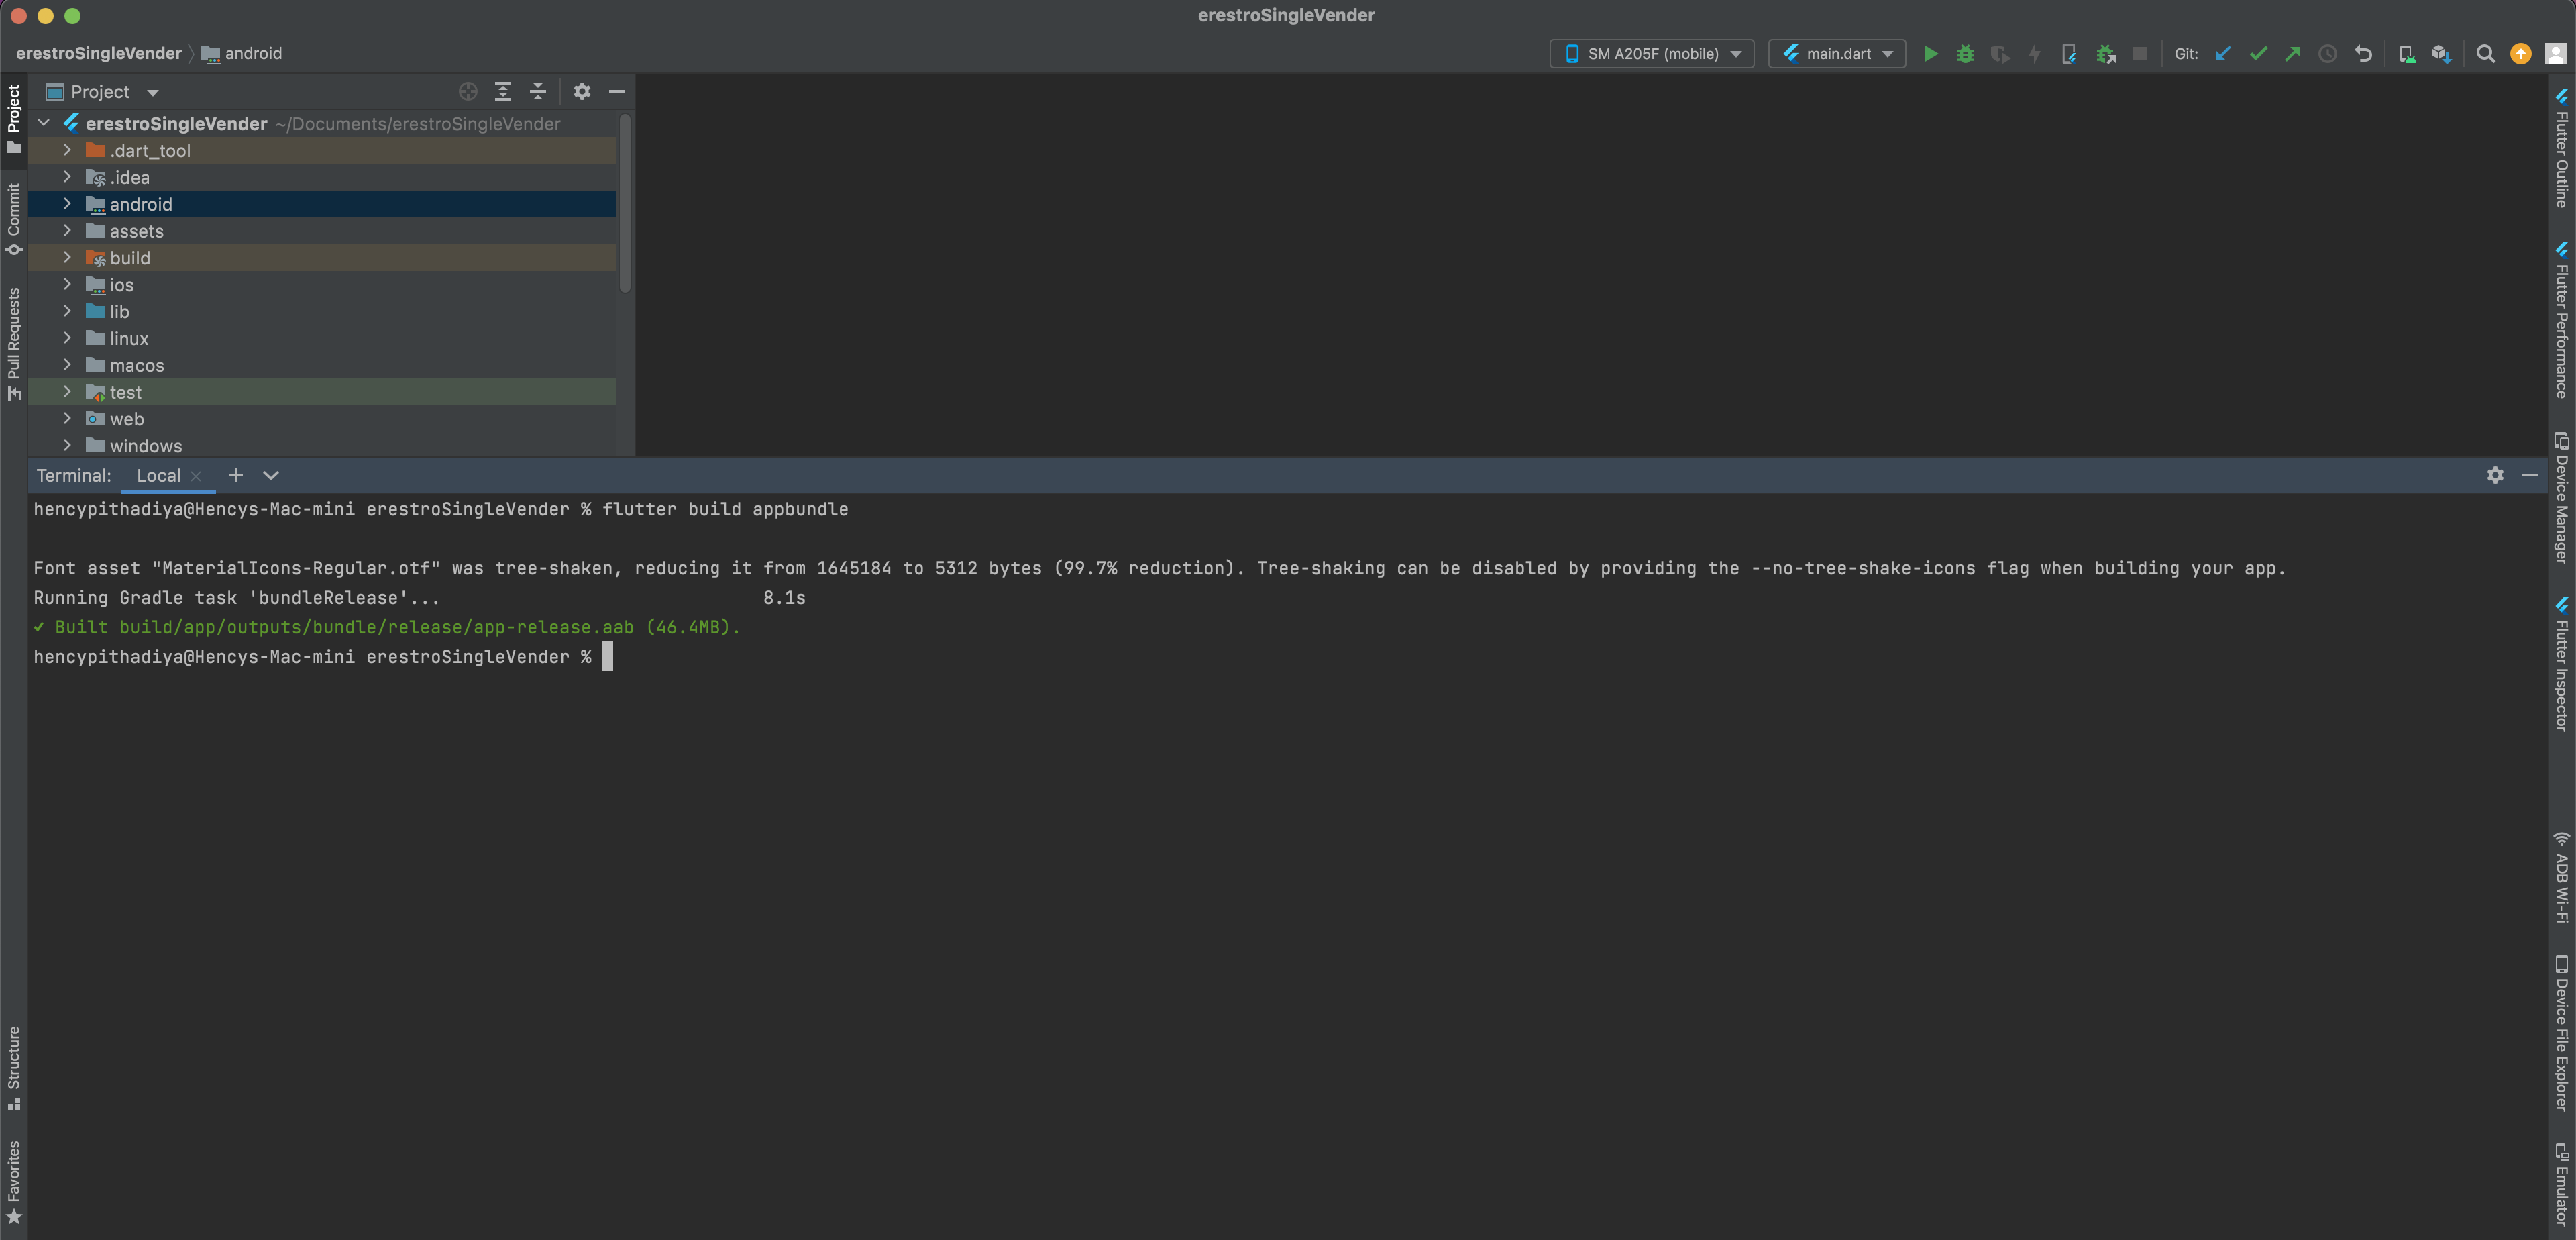 erestroSingleVender
erestroSingleVender android
SM A205F (mobile) main.dart Git:
Project
Project
Commit
Pull Requests
Structure
Favorites
erestroSingleVender ~/Documents/erestroSingleVender
.dart_tool
.idea
android
assets
build
ios
lib
linux
macos
test
web
windows
Terminal: Local
hencypithadiya@Hencys-Mac-mini erestroSingleVender % flutter build appbundle
Font asset "MaterialIcons-Regular.otf" was tree-shaken, reducing it from 1645184 to 5312 bytes (99.7% reduction). Tree-shaking can be disabled by providing the --no-tree-shake-icons flag when building your app.
Running Gradle task 'bundleRelease'... 8.1s
✓ Built build/app/outputs/bundle/release/app-release.aab (46.4MB).
hencypithadiya@Hencys-Mac-mini erestroSingleVender %
Flutter Outline
Flutter Performance
Device Manager
Flutter Inspector
ADB Wi-Fi
Device File Explorer
Emulator